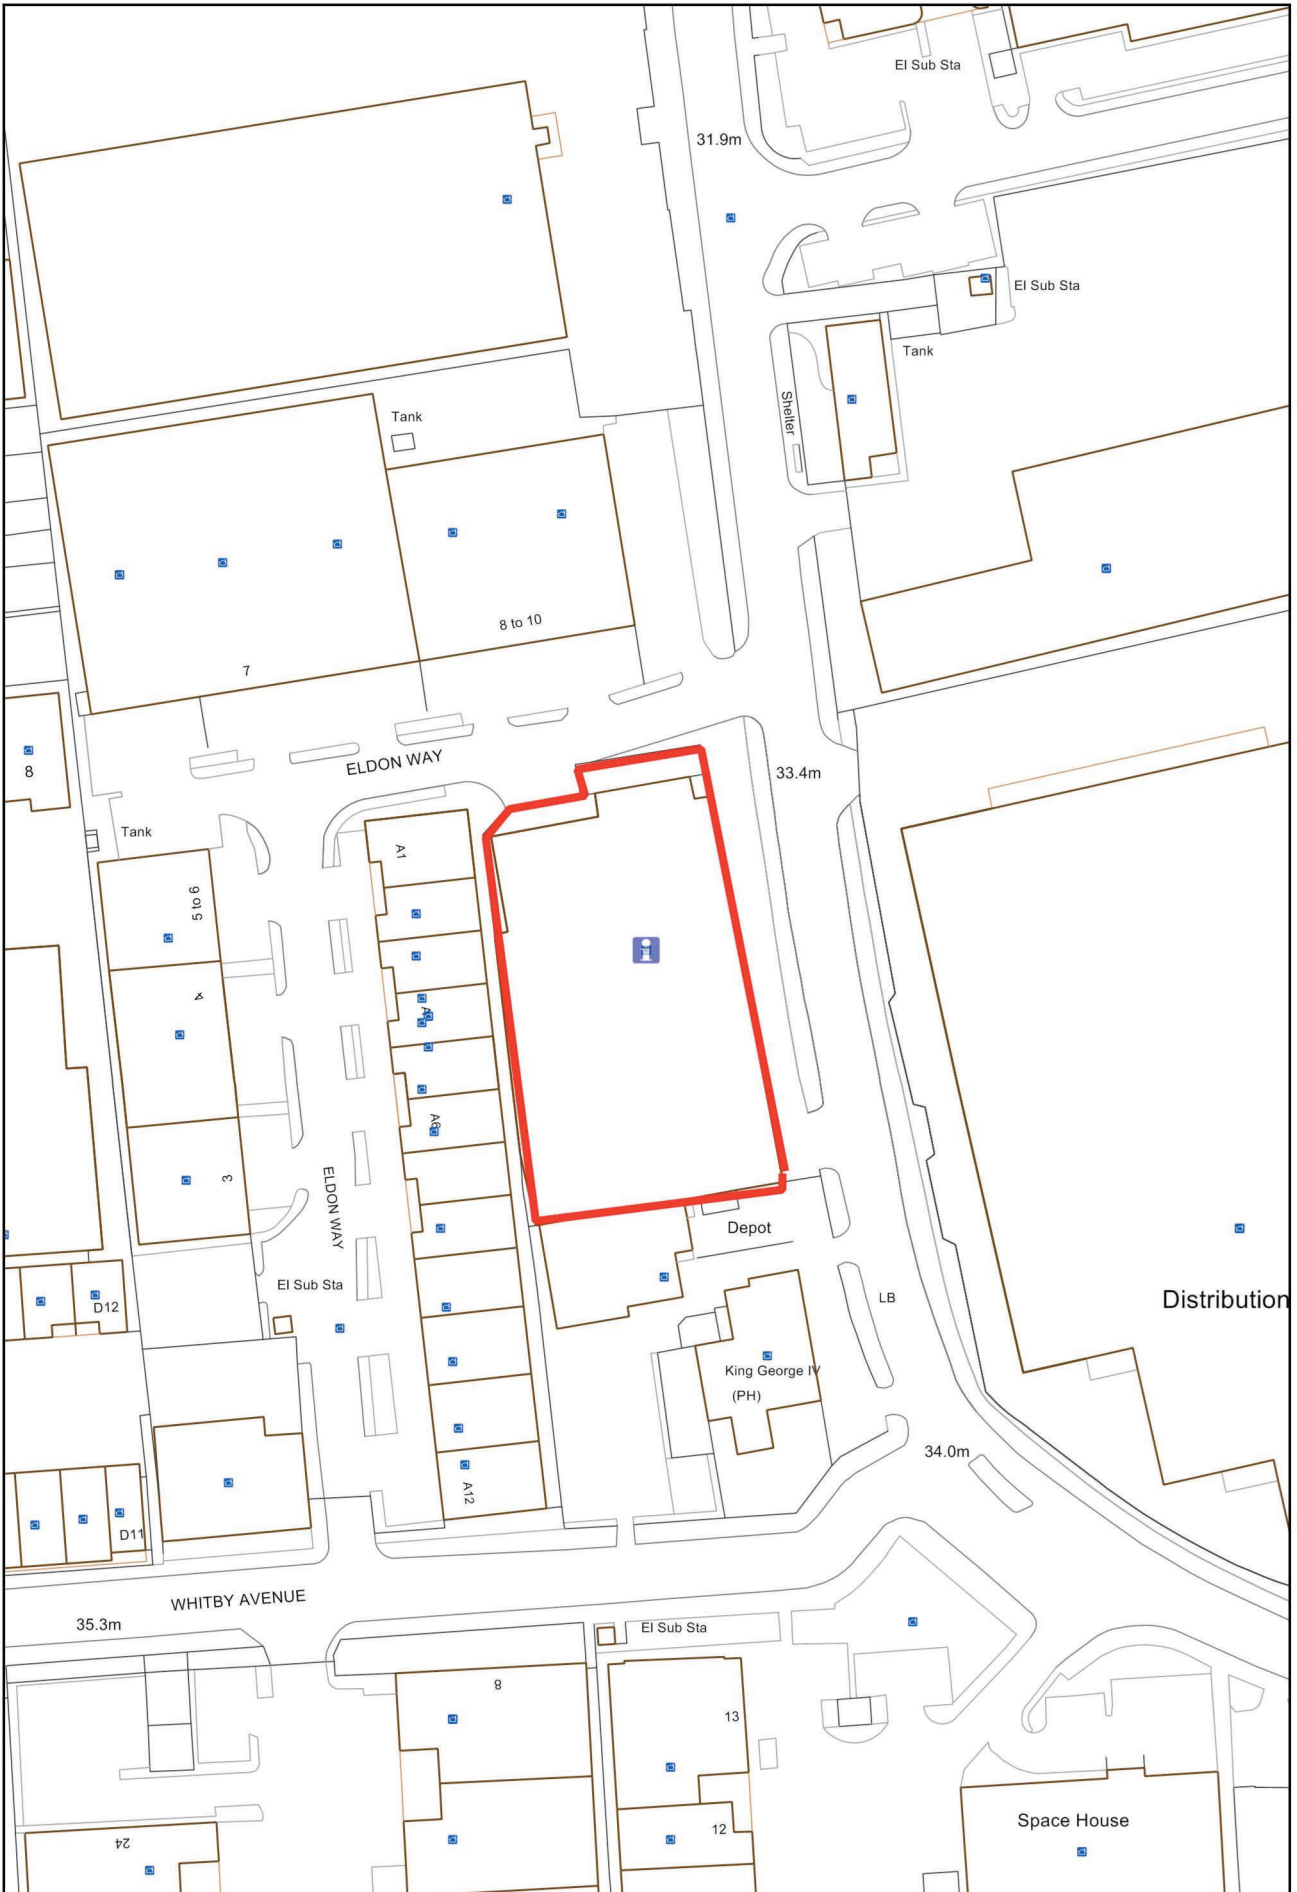 El Sub Sta
31.9m
El Sub Sta
Tank
Shelter
Tank
8 to 10
7
ELDON WAY
33.4m
8
Tank
A1
5 to 6
4
A6
3
ELDON WAY
Depot
El Sub Sta
D12
LB
Distribution
King George IV
(PH)
34.0m
A12
D11
WHITBY AVENUE
35.3m
El Sub Sta
8
13
12
Space House
24